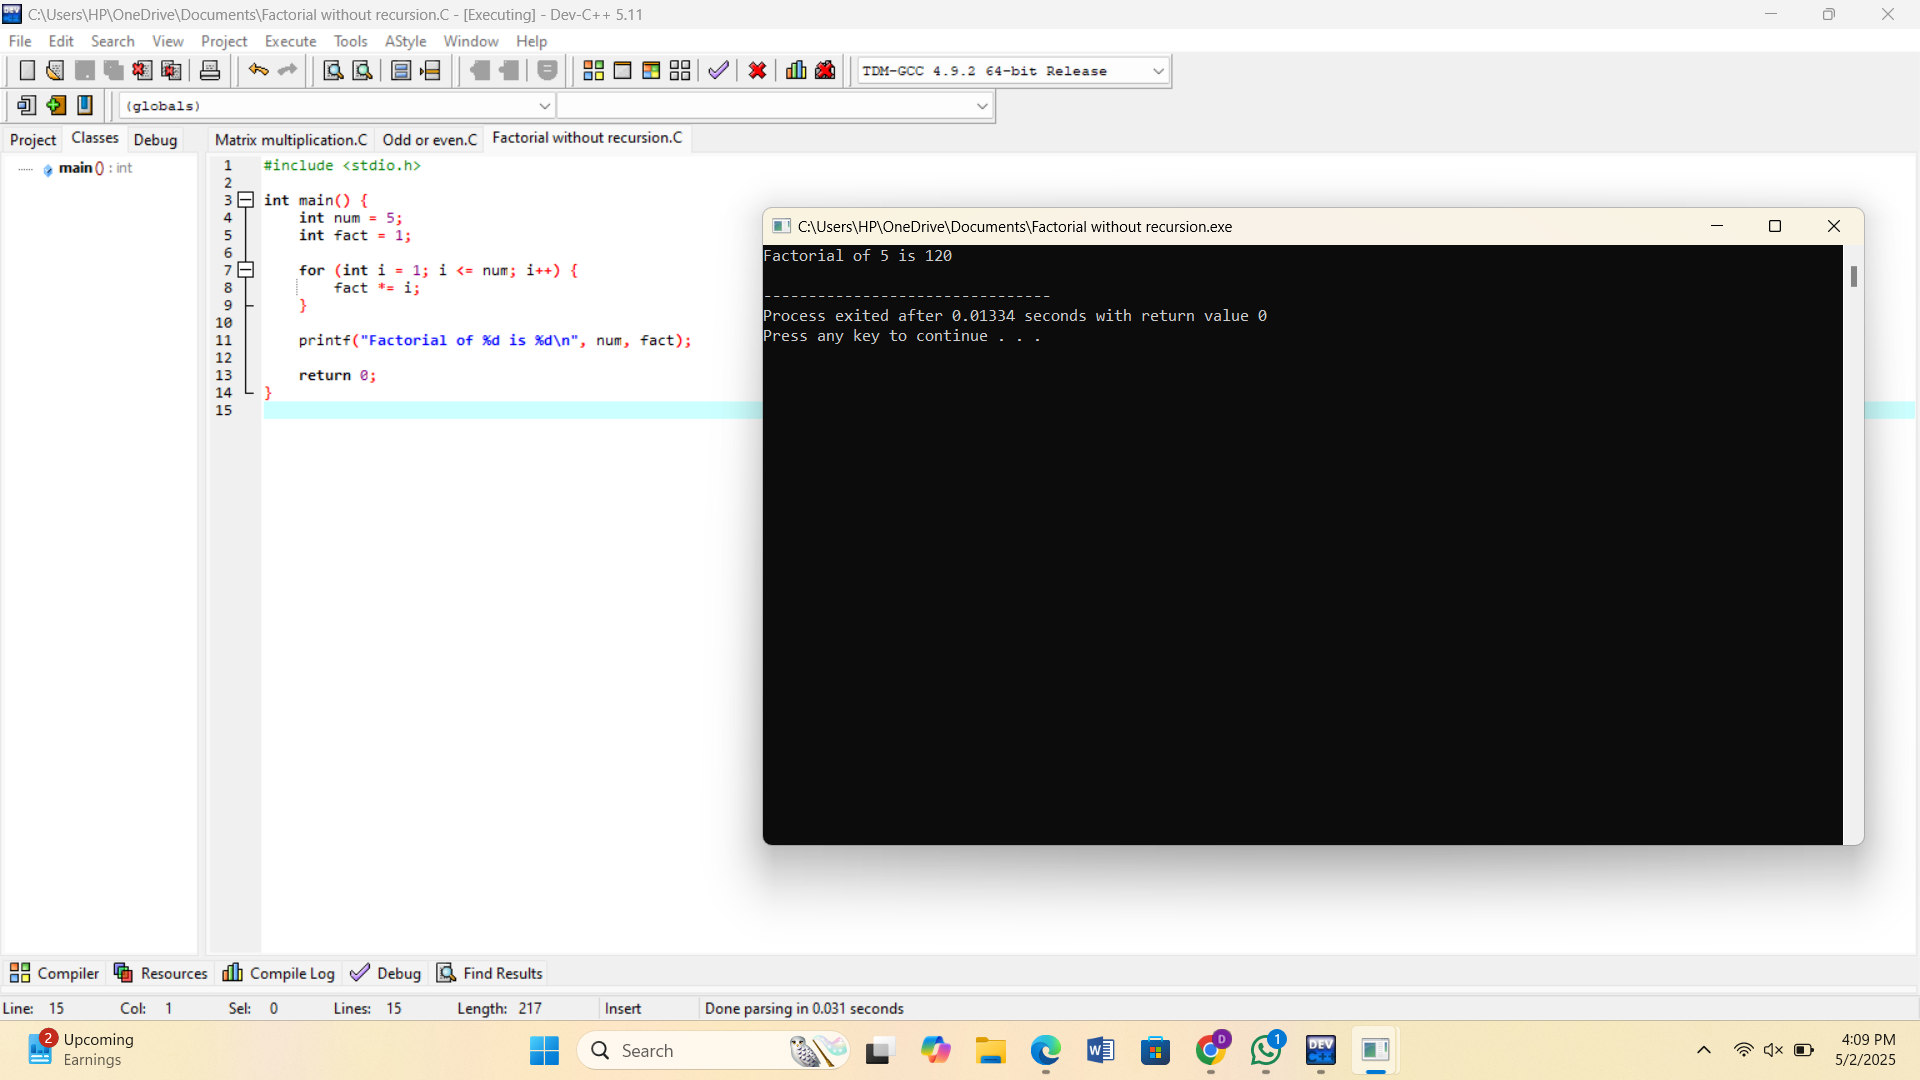 C:\Users\HP\OneDrive\Documents\Factorial without recursion.C - [Executing] - Dev-C++ 5.11
File Edit Search View Project Execute Tools AStyle Window Help
TDM-GCC 4.9.2 64-bit Release
(globals)
Project Classes Debug
Matrix multiplication.C Odd or even.C Factorial without recursion.C
main() : int
1 #include <stdio.h>
2
3 int main() {
4     int num = 5;
5     int fact = 1;
6
7     for (int i = 1; i <= num; i++) {
8         fact *= i;
9     }
10
11     printf("Factorial of %d is %d\n", num, fact);
12
13     return 0;
14 }
15
C:\Users\HP\OneDrive\Documents\Factorial without recursion.exe
Factorial of 5 is 120
--------------------------------
Process exited after 0.01334 seconds with return value 0
Press any key to continue . . .
Compiler Resources Compile Log Debug Find Results
Line: 15 Col: 1 Sel: 0 Lines: 15 Length: 217 Insert Done parsing in 0.031 seconds
2
Upcoming
Earnings
Search
D
1
DEV
4:09 PM
5/2/2025